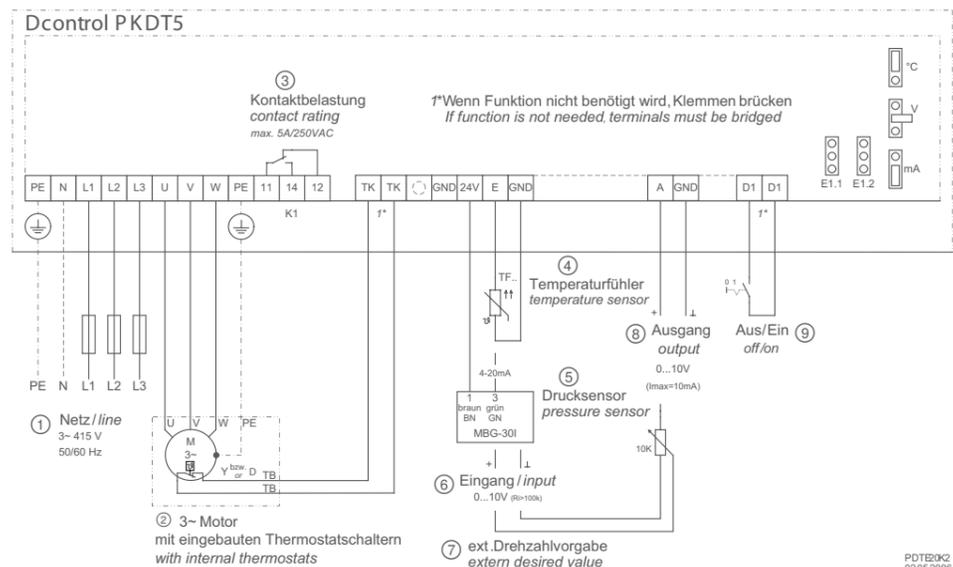 Dcontrol PKDT5
3
Kontaktbelastung
contact rating
max. 5A/250VAC
1*Wenn Funktion nicht benötigt wird, Klemmen brücken
If function is not needed, terminals must be bridged
°C
V
mA
E1.1 E1.2
PE N L1 L2 L3 U V W PE 11 14 12 TK TK GND 24V E GND A GND D1 D1
K1 1* 1*
TF..
4 Temperaturfühler
temperature sensor
0 1
+ ⊥
8 Ausgang
output
0...10V
(Imax=10mA)
Aus/Ein 9
off/on
4-20mA
5 Drucksensor
pressure sensor
1 3
braun grün
BN GN
MBG-30I
10K
PE N L1 L2 L3
1 Netz/line
3~ 415 V
50/60 Hz
U V W PE
M
3~
Y bzw. or D
TB
TB
+ ⊥
6 Eingang/input
0...10V (Ri>100k)
2 3~ Motor
mit eingebauten Thermostatschaltern
with internal thermostats
7 ext.Drehzahlvorgabe
extern desired value
PDTE20K2